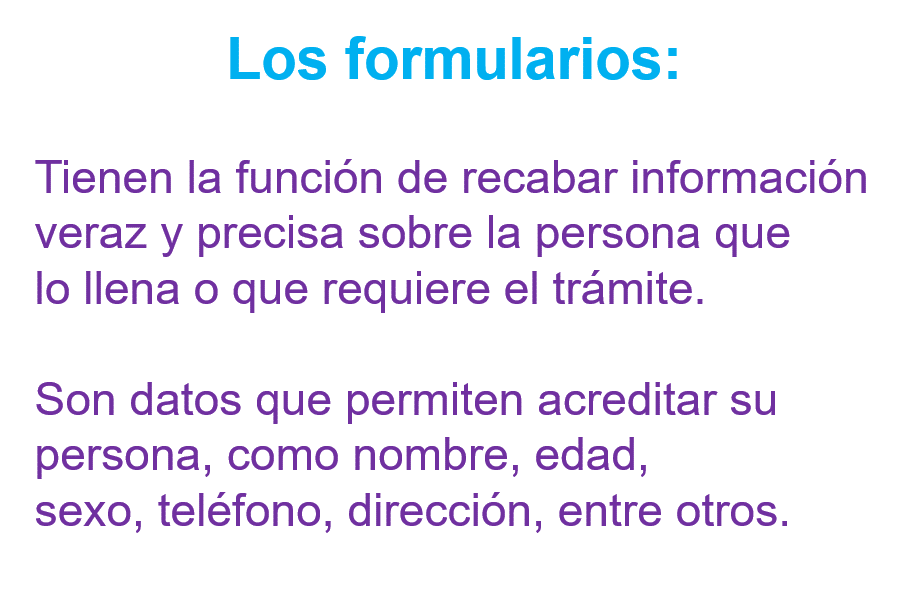 Los formularios:
Tienen la función de recabar información
veraz y precisa sobre la persona que
lo llena o que requiere el trámite.
Son datos que permiten acreditar su
persona, como nombre, edad,
sexo, teléfono, dirección, entre otros.